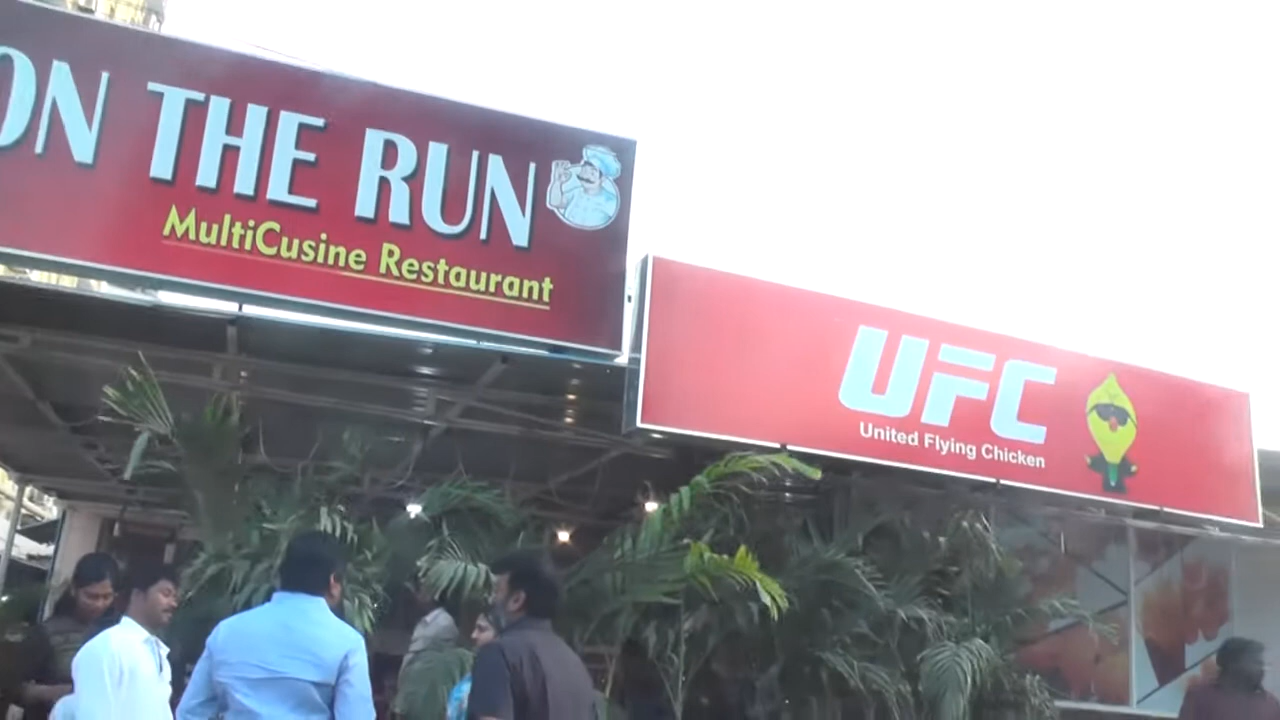 ON THE RUN
MultiCusine Restaurant
UFC
United Flying Chicken